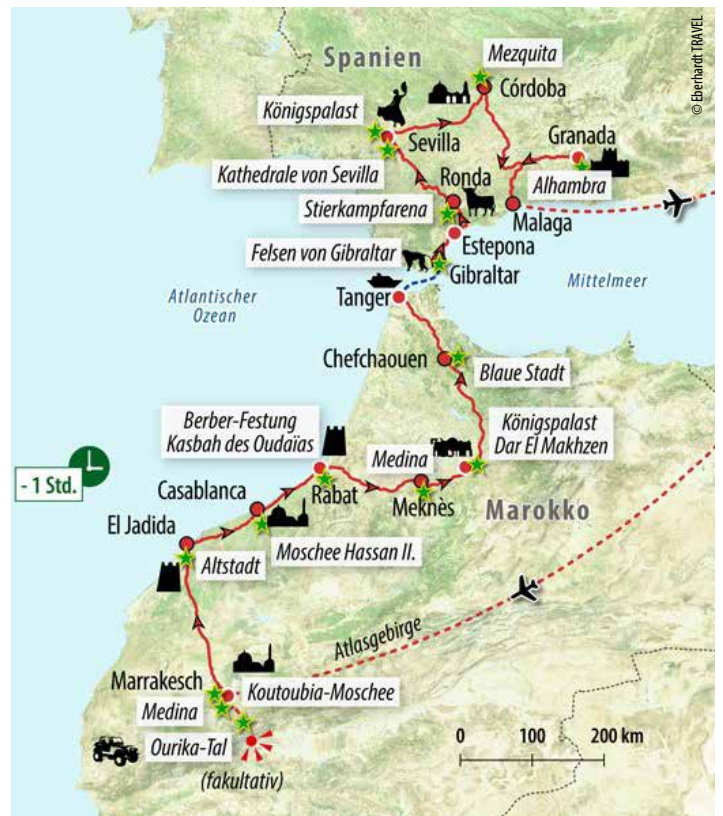 © Eberhardt TRAVEL
Spanien
Mezquita
Córdoba
Königspalast
Sevilla
Granada
Kathedrale von Sevilla
Ronda
Alhambra
Stierkampfarena
Malaga
Estepona
Felsen von Gibraltar
Gibraltar
Mittelmeer
Atlantischer
Ozean
Tanger
Chefchaouen
Blaue Stadt
Berber-Festung
Kasbah des Oudaïas
Königspalast
Dar El Makhzen
Medina
- 1 Std.
Casablanca
Rabat
Meknès
Marokko
El Jadida
Moschee Hassan II.
Altstadt
Atlasgebirge
Marrakesch
Koutoubia-Moschee
Medina
Ourika-Tal
(fakultativ)
0 100 200 km